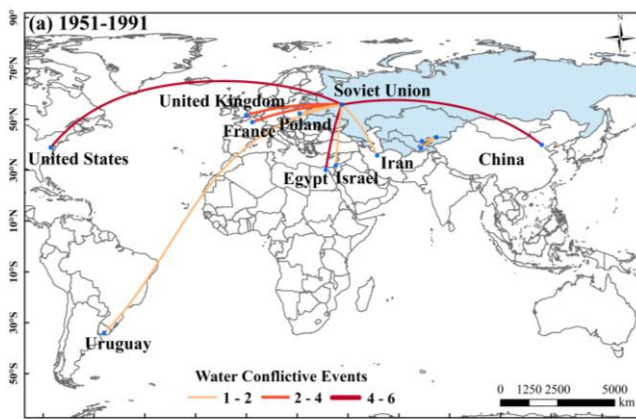 (a) 1951-1991
N
90°N
70°N
50°N
30°N
10°N
10°S
30°S
50°S
United Kingdom
Soviet Union
France
Poland
United States
Iran
China
Egypt
Israel
Uruguay
Water Conflictive Events
1 - 2
2 - 4
4 - 6
0 1250 2500 3750 5000
km